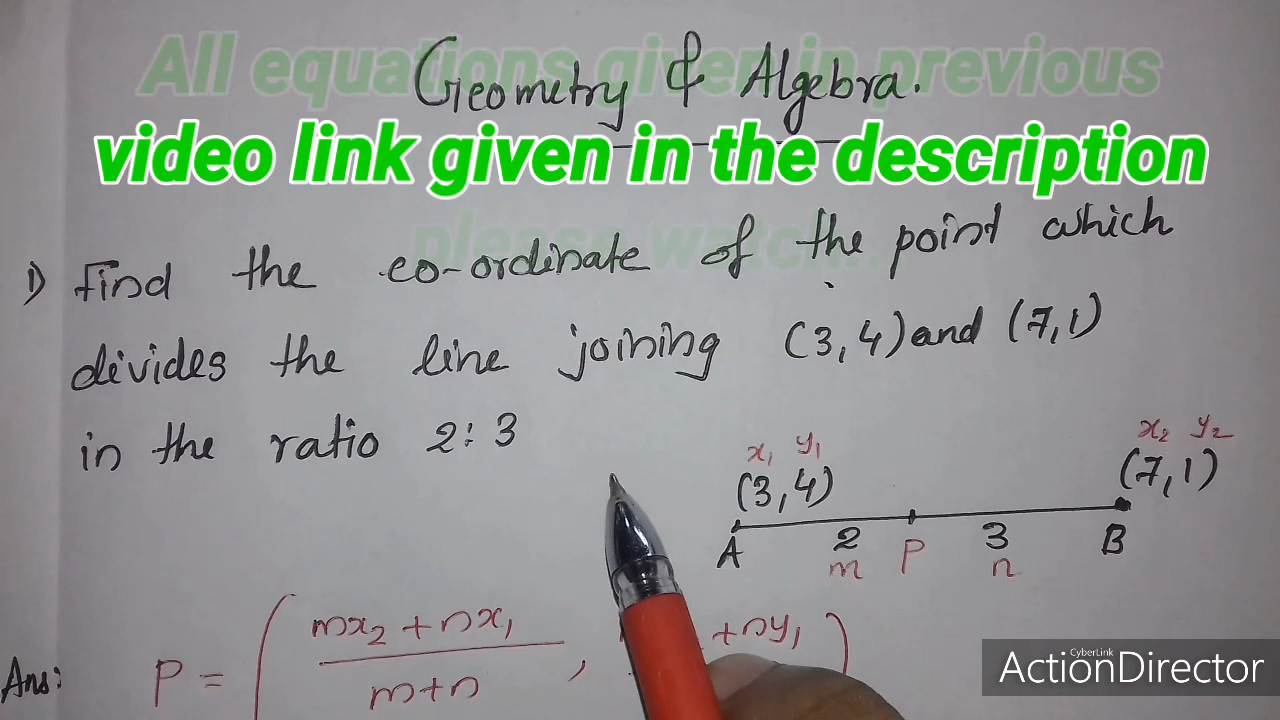 Geometry & Algebra.
All equations given in previous
video link given in the description
please watch...
1) Find the co-ordinate of the point which
divides the line joining (3,4) and (7,1)
in the ratio 2:3
x₁ y₁
x₂ y₂
(3,4)
(7,1)
A 2 P 3 B
m n
Ans: P = ( mx₂ + nx₁ , + ny₁ )
m+n
CyberLink
ActionDirector